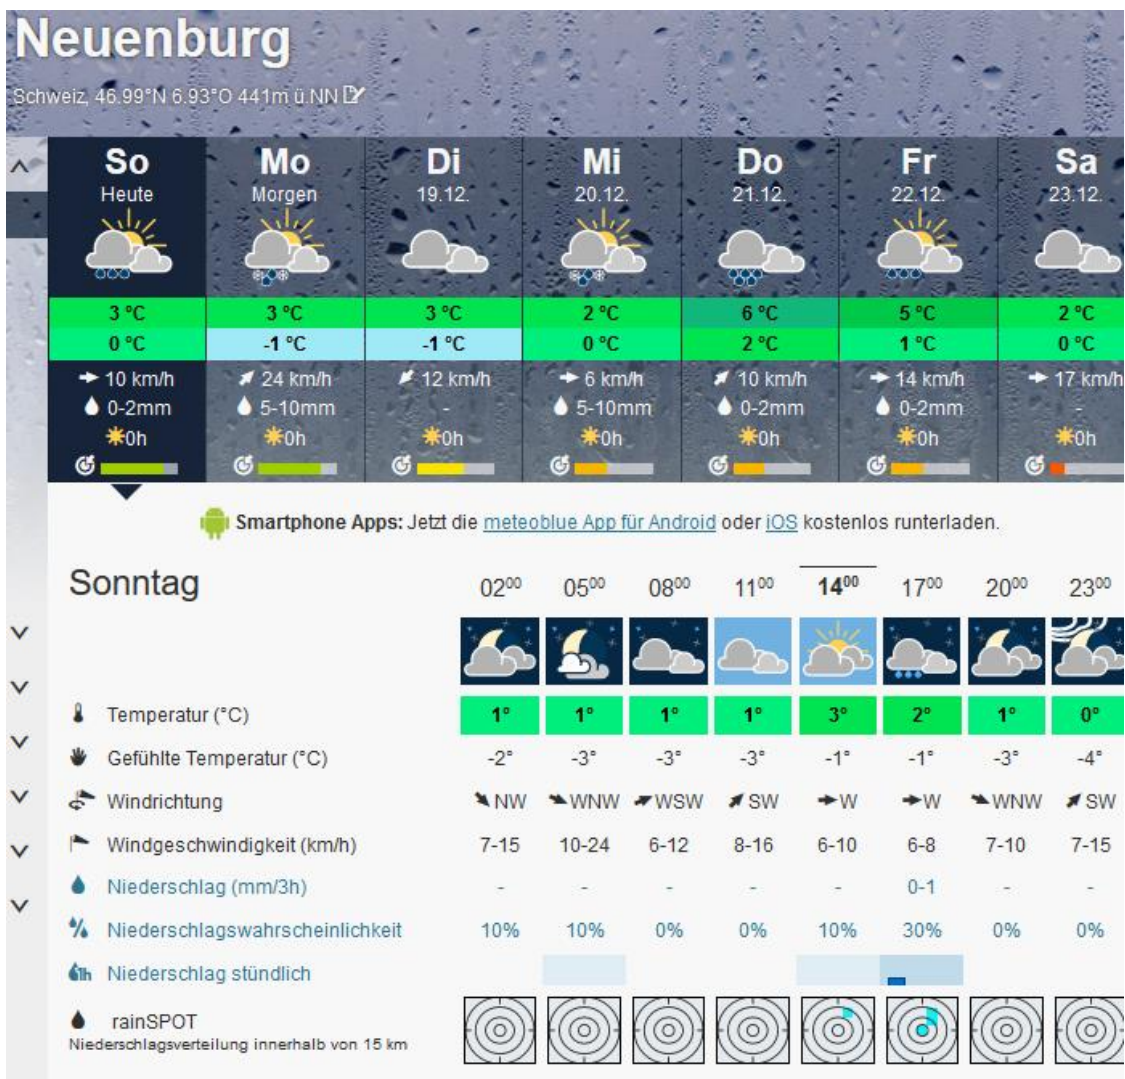 Neuenburg
Schweiz, 46.99°N 6.93°O 441m ü.NN
So Mo Di Mi Do Fr Sa
Heute Morgen 19.12. 20.12. 21.12. 22.12. 23.12.
3 °C 3 °C 3 °C 2 °C 6 °C 5 °C 2 °C
0 °C -1 °C -1 °C 0 °C 2 °C 1 °C 0 °C
10 km/h 24 km/h 12 km/h 6 km/h 10 km/h 14 km/h 17 km/h
0-2mm 5-10mm - 5-10mm 0-2mm 0-2mm -
0h 0h 0h 0h 0h 0h 0h
Smartphone Apps: Jetzt die meteoblue App für Android oder iOS kostenlos runterladen.
Sonntag 02⁰⁰ 05⁰⁰ 08⁰⁰ 11⁰⁰ 14⁰⁰ 17⁰⁰ 20⁰⁰ 23⁰⁰
Temperatur (°C) 1° 1° 1° 1° 3° 2° 1° 0°
Gefühlte Temperatur (°C) -2° -3° -3° -3° -1° -1° -3° -4°
Windrichtung NW WNW WSW SW W W WNW SW
Windgeschwindigkeit (km/h) 7-15 10-24 6-12 8-16 6-10 6-8 7-10 7-15
Niederschlag (mm/3h) - - - - - 0-1 - -
Niederschlagswahrscheinlichkeit 10% 10% 0% 0% 10% 30% 0% 0%
1h Niederschlag stündlich
rainSPOT
Niederschlagsverteilung innerhalb von 15 km